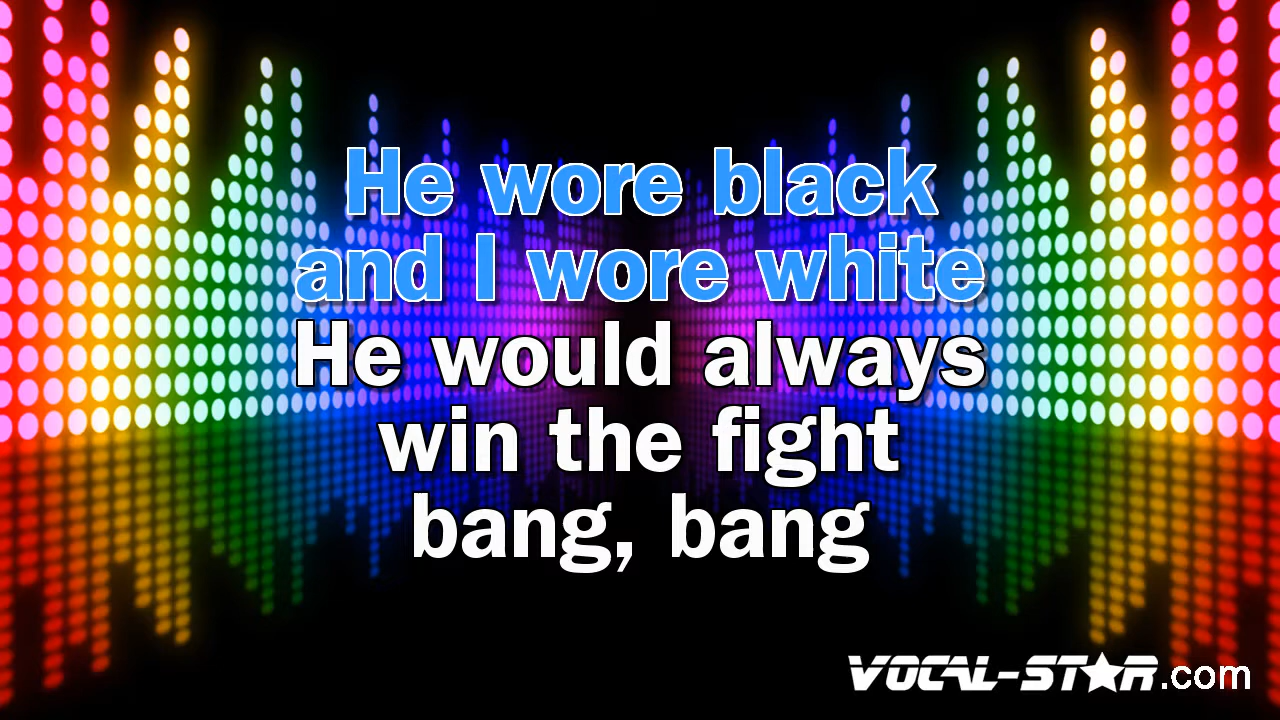 He wore black
and I wore white
He would always
win the fight
bang, bang
VOCAL-STAR.com